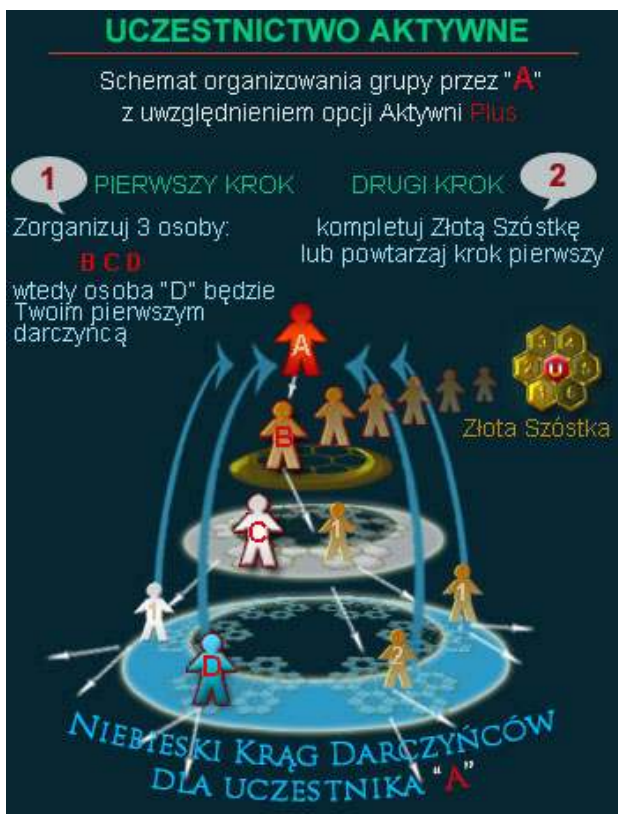 UCZESTNICTWO AKTYWNE
Schemat organizowania grupy przez "A"
z uwzględnieniem opcji Aktywni Plus
1
PIERWSZY KROK
Zorganizuj 3 osoby:
B C D
wtedy osoba "D" będzie
Twoim pierwszym
darczyńcą
DRUGI KROK
2
kompletuj Złotą Szóstkę
lub powtarzaj krok pierwszy
A
B
U
Złota Szóstka
C
1
1
1
D
2
NIEBIESKI KRĄG DARCZYŃCÓW
DLA UCZESTNIKA "A"